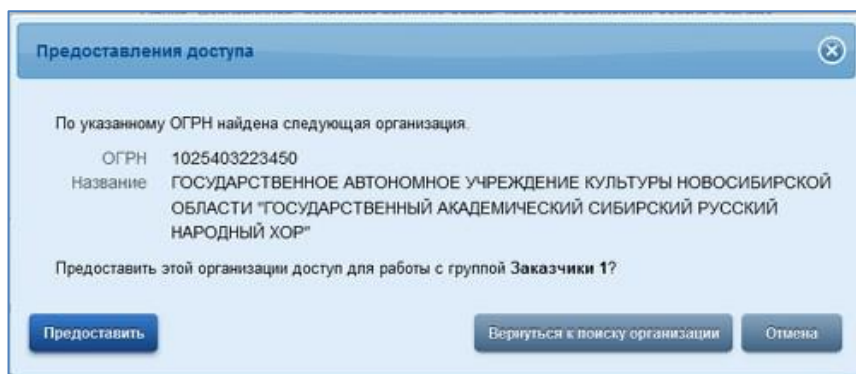 Предоставления доступа
По указанному ОГРН найдена следующая организация.
ОГРН 1025403223450
Название ГОСУДАРСТВЕННОЕ АВТОНОМНОЕ УЧРЕЖДЕНИЕ КУЛЬТУРЫ НОВОСИБИРСКОЙ
ОБЛАСТИ "ГОСУДАРСТВЕННЫЙ АКАДЕМИЧЕСКИЙ СИБИРСКИЙ РУССКИЙ
НАРОДНЫЙ ХОР"
Предоставить этой организации доступ для работы с группой Заказчики 1?
Предоставить Вернуться к поиску организации Отмена